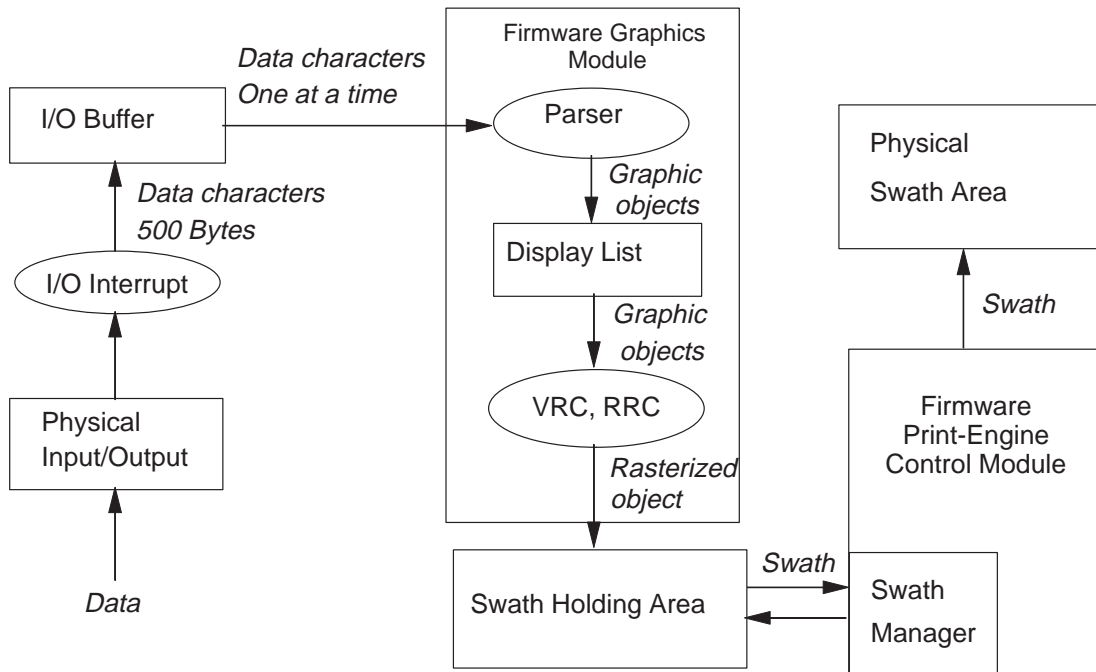 Data
Physical
Input/Output
I/O Interrupt
Data characters
500 Bytes
I/O Buffer
Data characters
One at a time
Firmware Graphics
Module
Parser
Graphic
objects
Display List
Graphic
objects
VRC, RRC
Rasterized
object
Swath Holding Area
Swath
Swath
Manager
Firmware
Print-Engine
Control Module
Swath
Physical
Swath Area